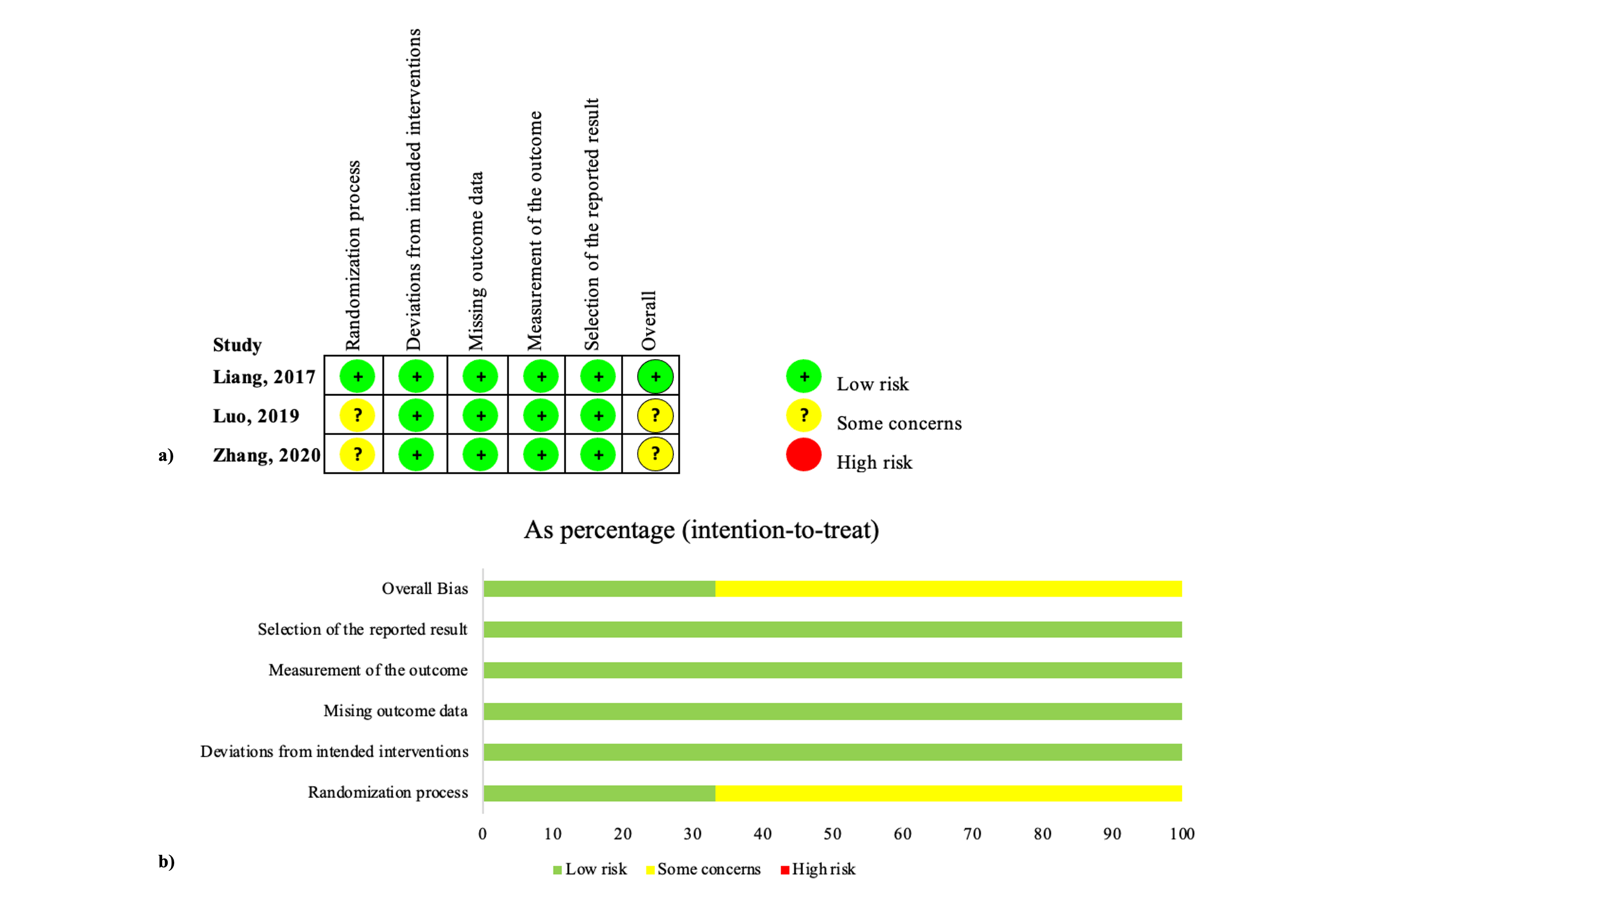 Randomization process
Deviations from intended interventions
Missing outcome data
Measurement of the outcome
Selection of the reported result
Overall
Study
Liang, 2017 + + + + + +
Luo, 2019 ? + + + + ?
a) Zhang, 2020 ? + + + + ?
+ Low risk
? Some concerns
High risk
As percentage (intention-to-treat)
Overall Bias
Selection of the reported result
Measurement of the outcome
Mising outcome data
Deviations from intended interventions
Randomization process
0 10 20 30 40 50 60 70 80 90 100
b)
Low risk Some concerns High risk